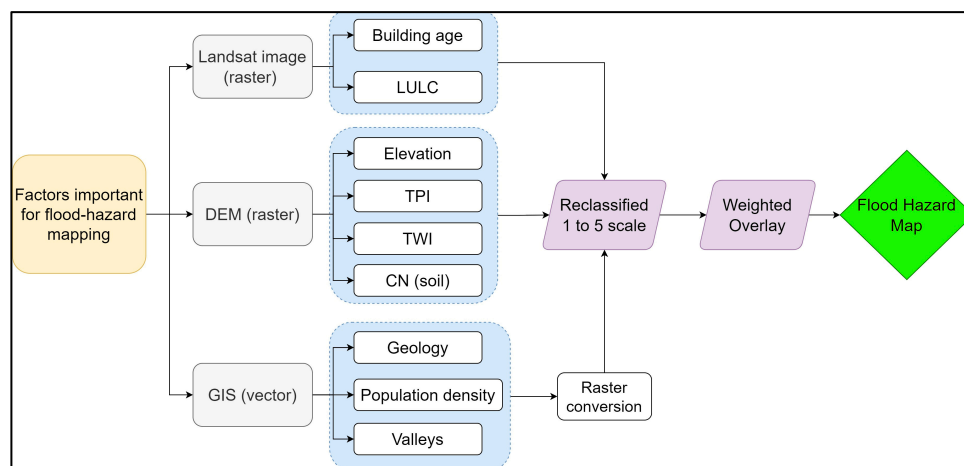 Factors important
for flood-hazard
mapping
Landsat image
(raster)
DEM (raster)
GIS (vector)
Building age
LULC
Elevation
TPI
TWI
CN (soil)
Geology
Population density
Valleys
Raster
conversion
Reclassified
1 to 5 scale
Weighted
Overlay
Flood Hazard
Map